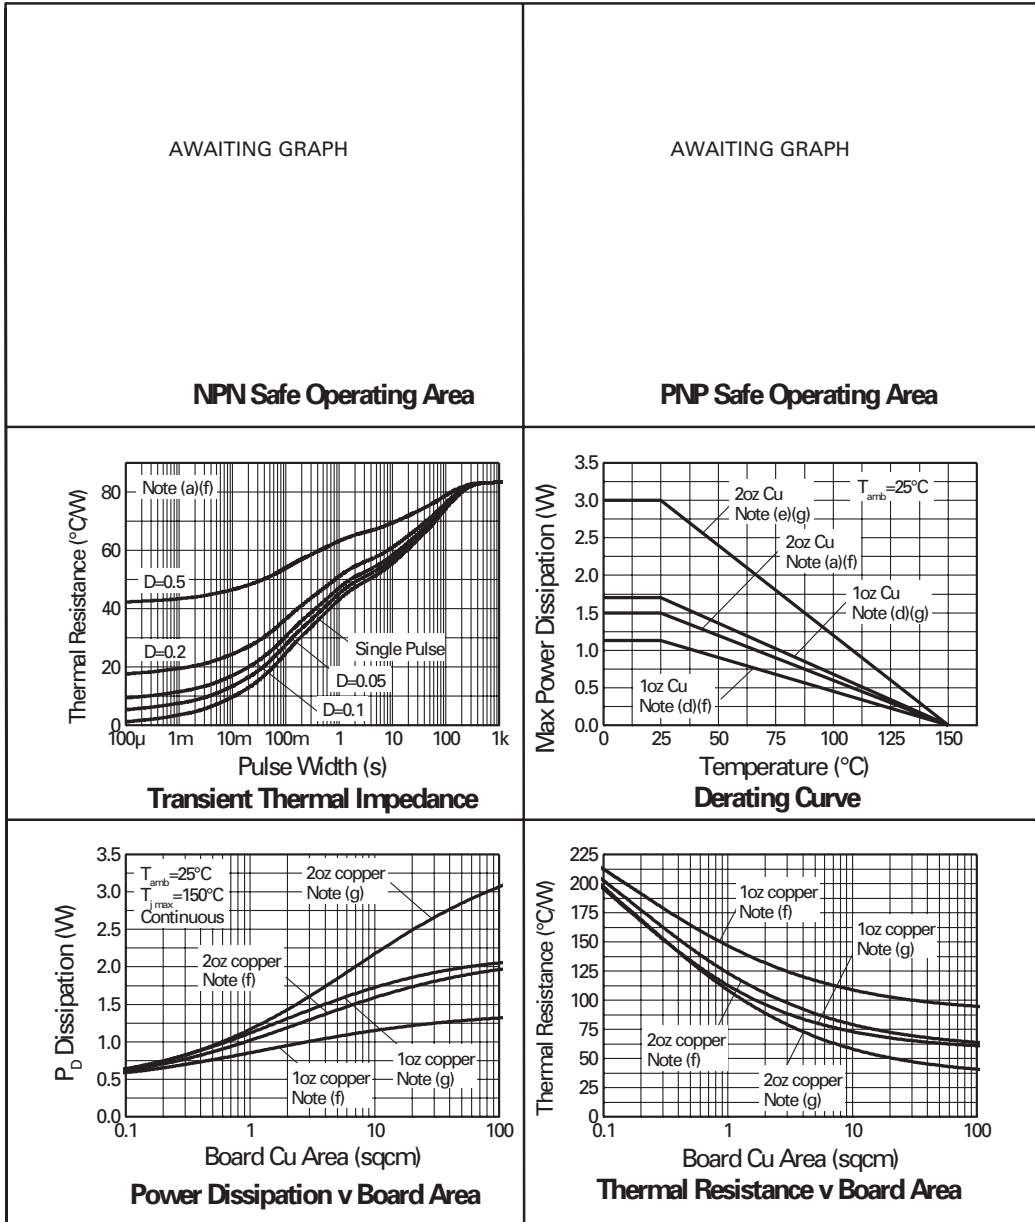 AWAITING GRAPH
NPN Safe Operating Area
AWAITING GRAPH
PNP Safe Operating Area
Thermal Resistance (°C/W)
80
60
40
20
0
Note (a)(f)
D=0.5
D=0.2
Single Pulse
D=0.05
D=0.1
100µ 1m 10m 100m 1 10 100 1k
Pulse Width (s)
Transient Thermal Impedance
Max Power Dissipation (W)
3.5
3.0
2.5
2.0
1.5
1.0
0.5
0.0
2oz Cu
Note (e)(g)
Tamb=25°C
2oz Cu
Note (a)(f)
1oz Cu
Note (d)(g)
1oz Cu
Note (d)(f)
0 25 50 75 100 125 150
Temperature (°C)
Derating Curve
PD Dissipation (W)
3.5
3.0
2.5
2.0
1.5
1.0
0.5
0.0
Tamb=25°C
Tj max=150°C
Continuous
2oz copper
Note (g)
2oz copper
Note (f)
1oz copper
Note (g)
1oz copper
Note (f)
0.1 1 10 100
Board Cu Area (sqcm)
Power Dissipation v Board Area
Thermal Resistance (°C/W)
225
200
175
150
125
100
75
50
25
0
1oz copper
Note (f)
1oz copper
Note (g)
2oz copper
Note (f)
2oz copper
Note (g)
0.1 1 10 100
Board Cu Area (sqcm)
Thermal Resistance v Board Area